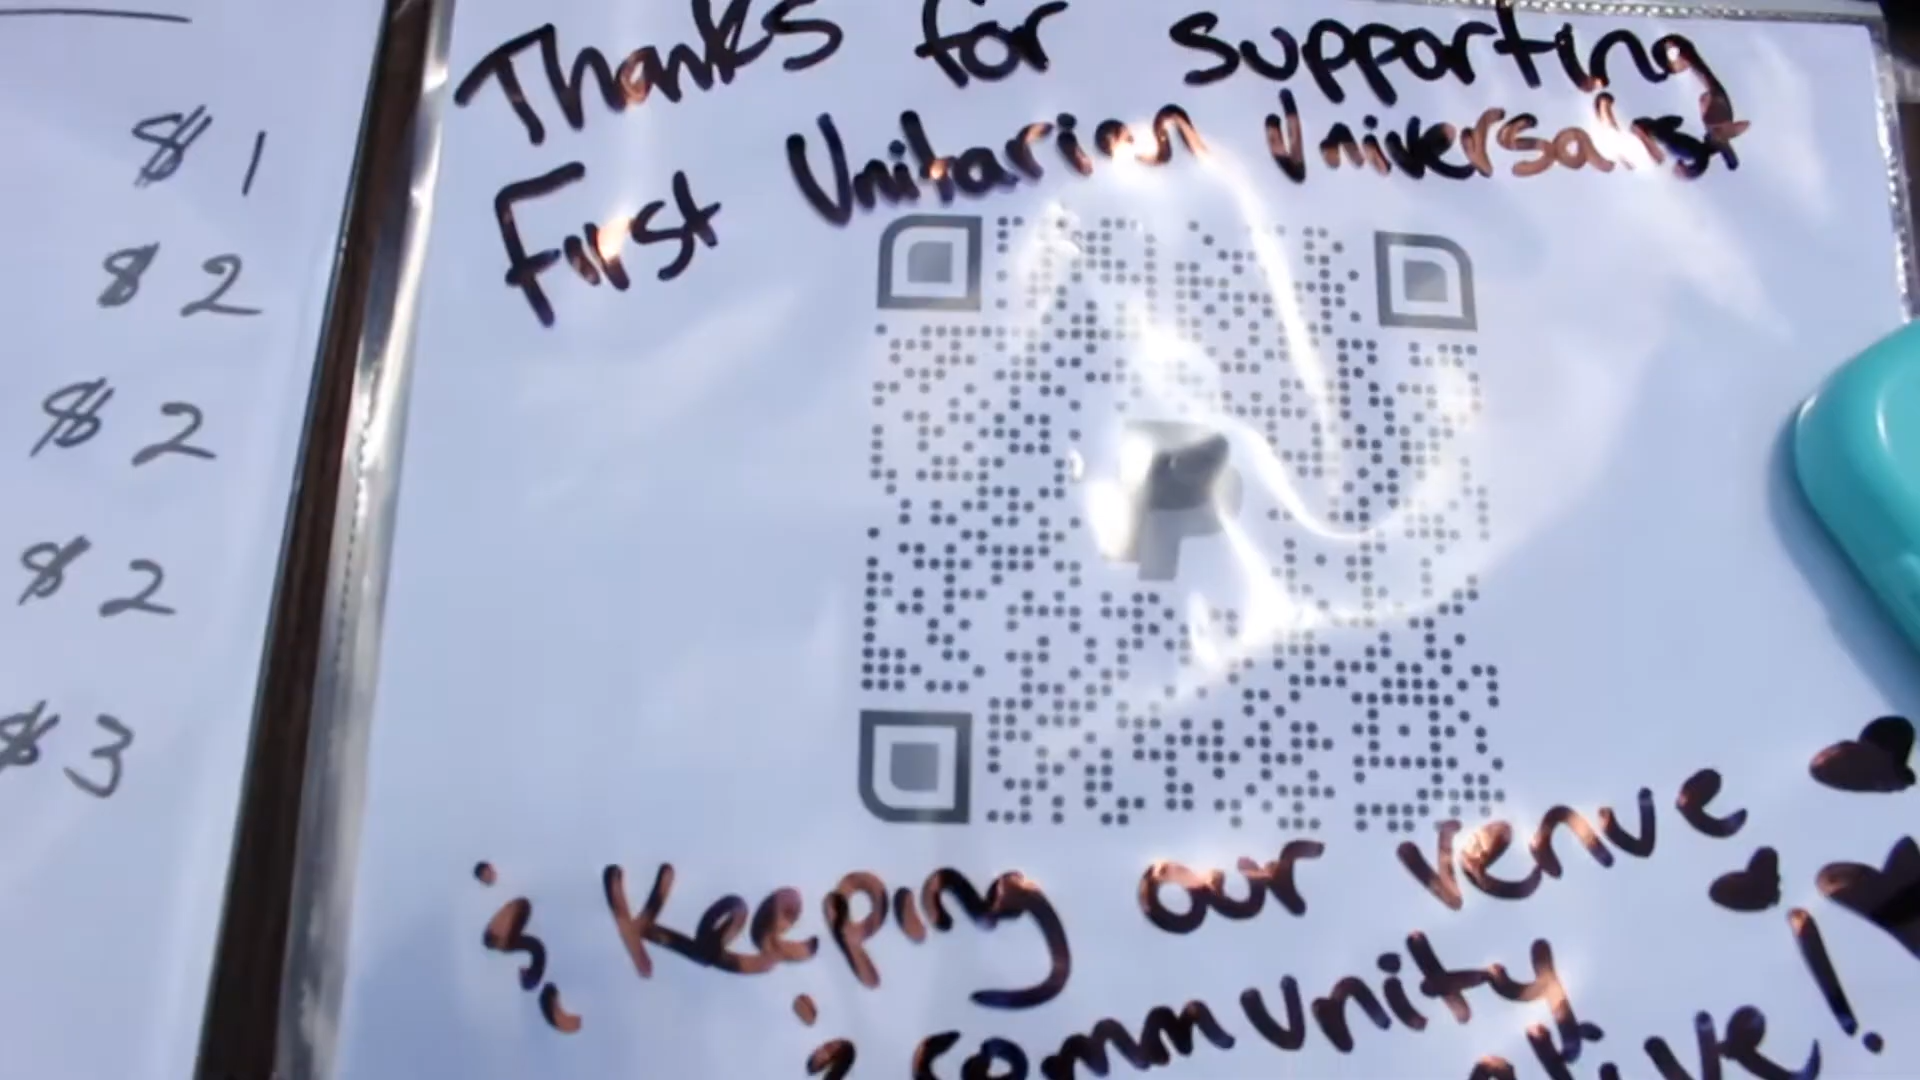 $ 1
$ 2
$ 2
$ 2
$ 3
Thanks for supporting
First Unitarian Universalist
& Keeping our venue
& community
!